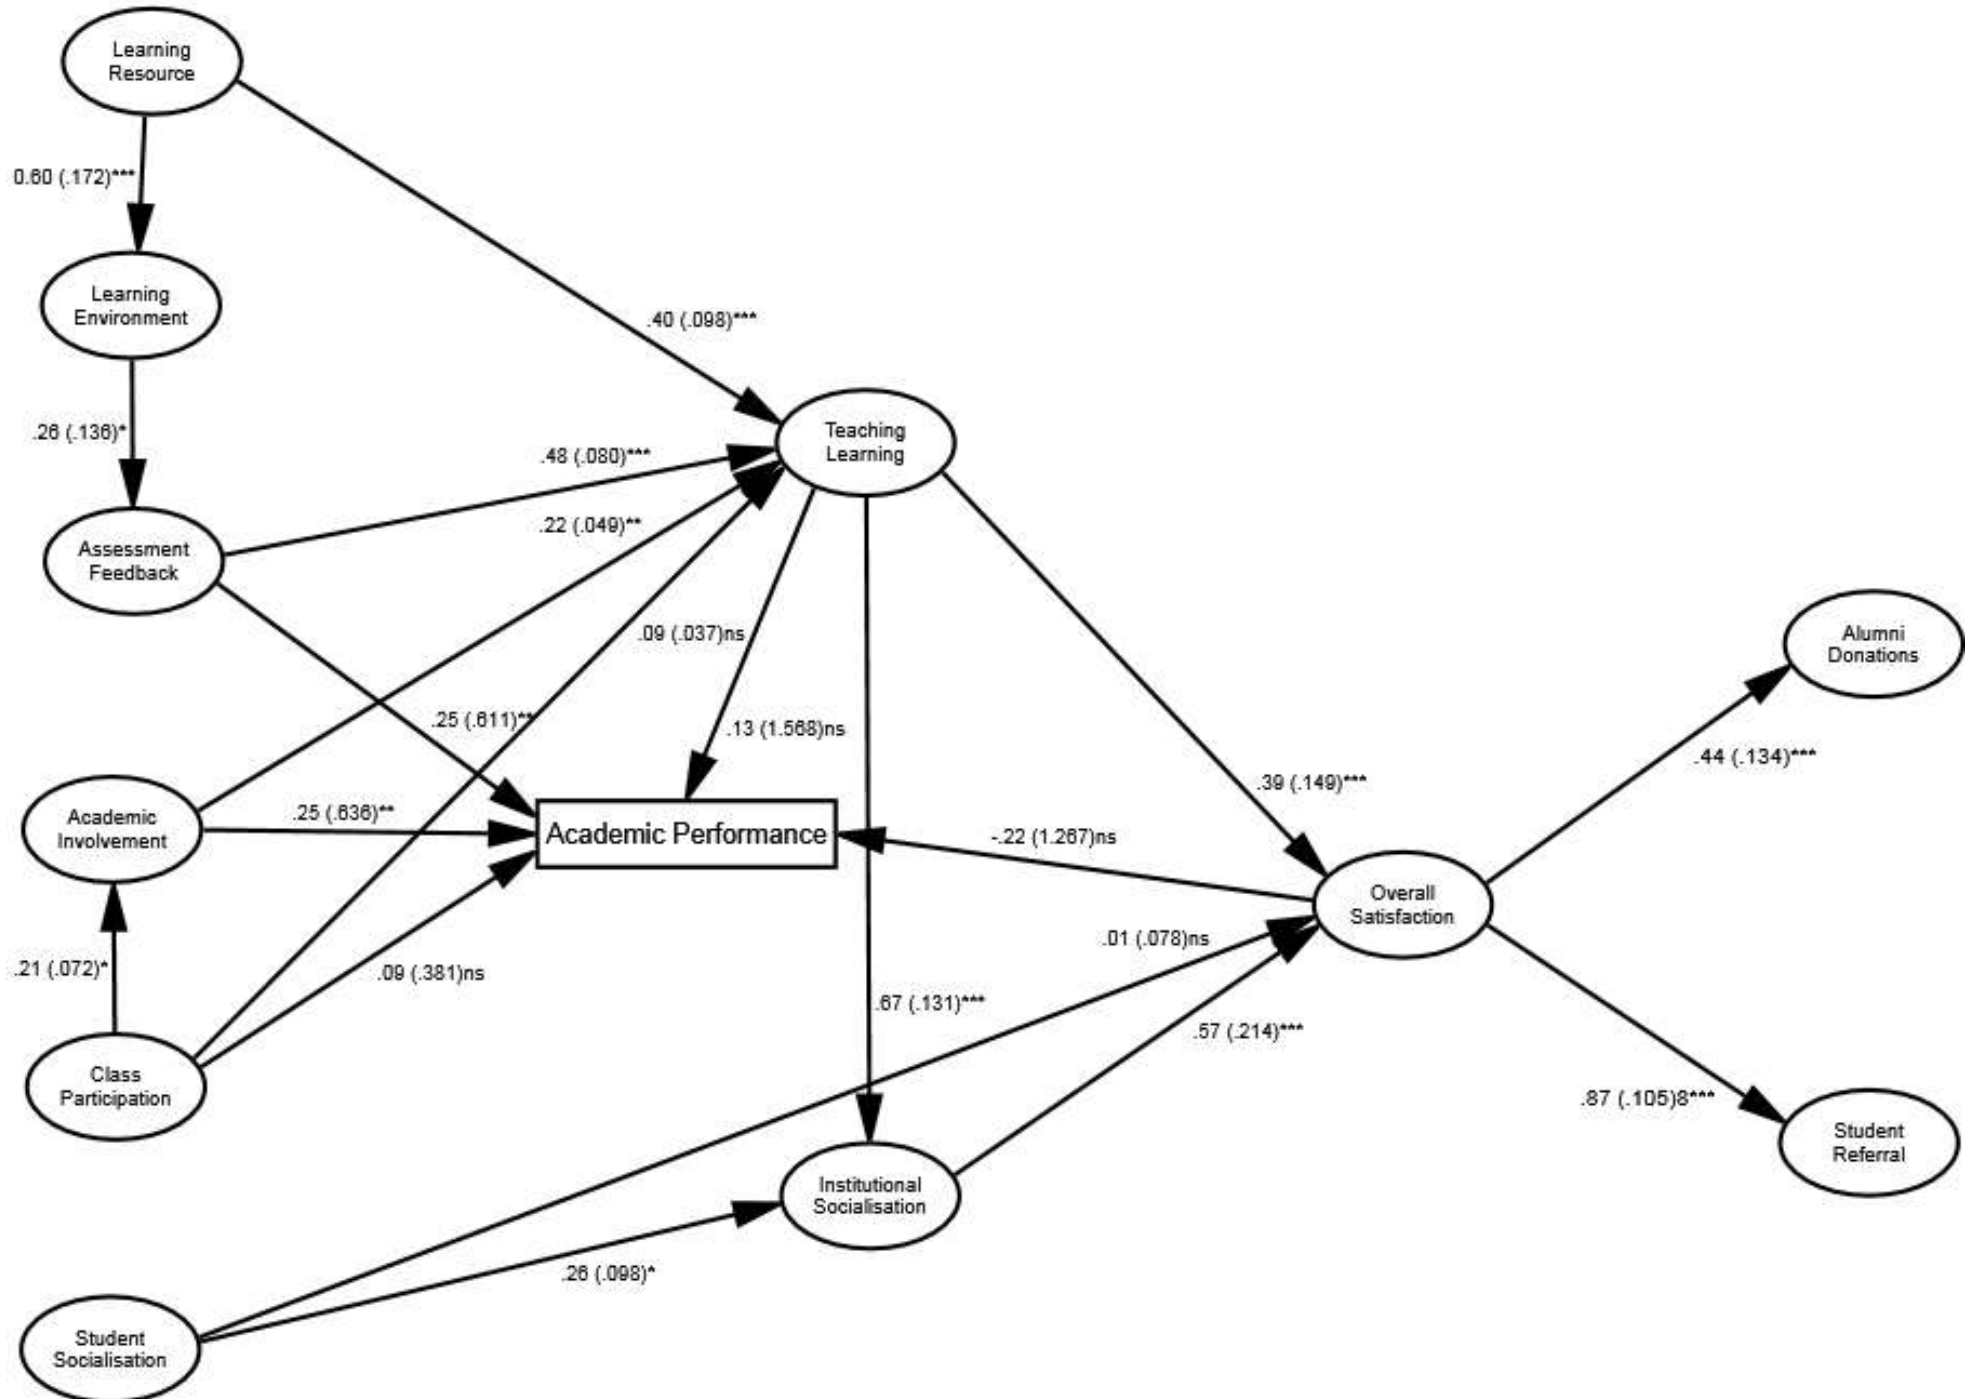 Learning
Resource
0.60 (.172)***
Learning
Environment
.40 (.098)***
.26 (.136)*
Teaching
Learning
.48 (.080)***
.22 (.049)**
Assessment
Feedback
.09 (.037)ns
Alumni
Donations
.25 (.611)**
.13 (1.568)ns
.44 (.134)***
.39 (.149)***
Academic
Involvement
.25 (.636)**
Academic Performance
-.22 (1.267)ns
Overall
Satisfaction
.01 (.078)ns
.21 (.072)*
.09 (.381)ns
.67 (.131)***
.57 (.214)***
Class
Participation
.87 (.105)8***
Student
Referral
Institutional
Socialisation
.26 (.098)*
Student
Socialisation